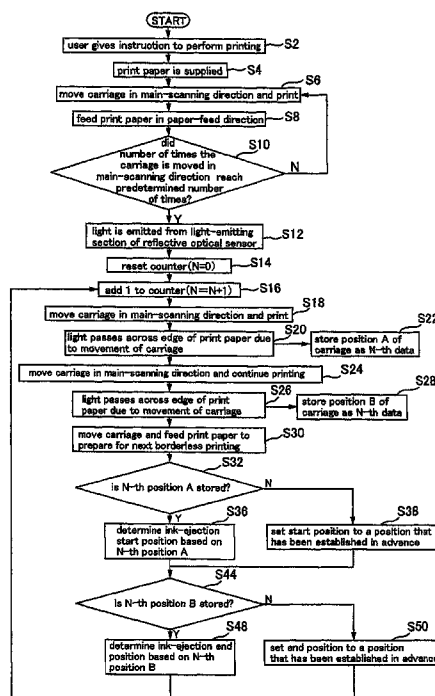 START
user gives instruction to perform printing
S2
print paper is supplied
S4
move carriage in main-scanning direction and print
S6
feed print paper in paper-feed direction
S8
did
number of times the
carriage is moved in
main-scanning direction reach
predetermined number
of times?
S10
N
Y
light is emitted from light-emitting
section of reflective optical sensor
S12
reset counter(N=0)
S14
add 1 to counter(N=N+1)
S16
move carriage in main-scanning direction and print
S18
light passes across edge of print paper due
to movement of carriage
S20
store position A of
carriage as N-th data
S22
move carriage in main-scanning direction and continue printing
S24
light passes across edge of print
paper due to movement of carriage
S26
store position B of
carriage as N-th data
S28
move carriage and feed print paper to
prepare for next borderless printing
S30
is N-th position A stored?
S32
N
Y
determine ink-ejection
start position based on
N-th position A
S36
set start position to a position that
has been established in advance
S38
is N-th position B stored?
S44
N
Y
determine ink-ejection end
position based on N-th
position B
S48
set end position to a position
that has been established in advance
S50